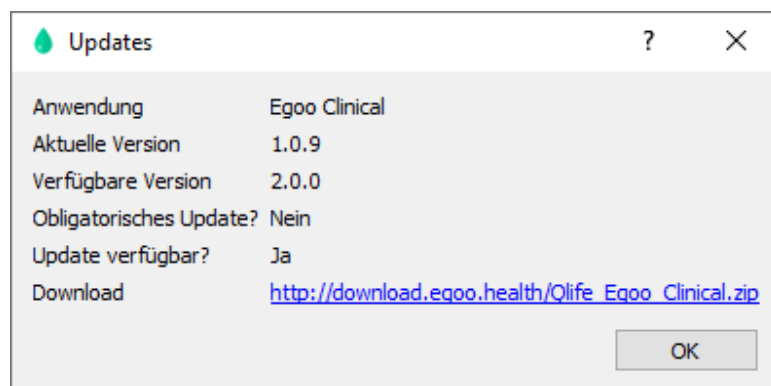 Updates
Anwendung Egoo Clinical
Aktuelle Version 1.0.9
Verfügbare Version 2.0.0
Obligatorisches Update? Nein
Update verfügbar? Ja
Download http://download.egoo.health/Qlife_Egoo_Clinical.zip
OK